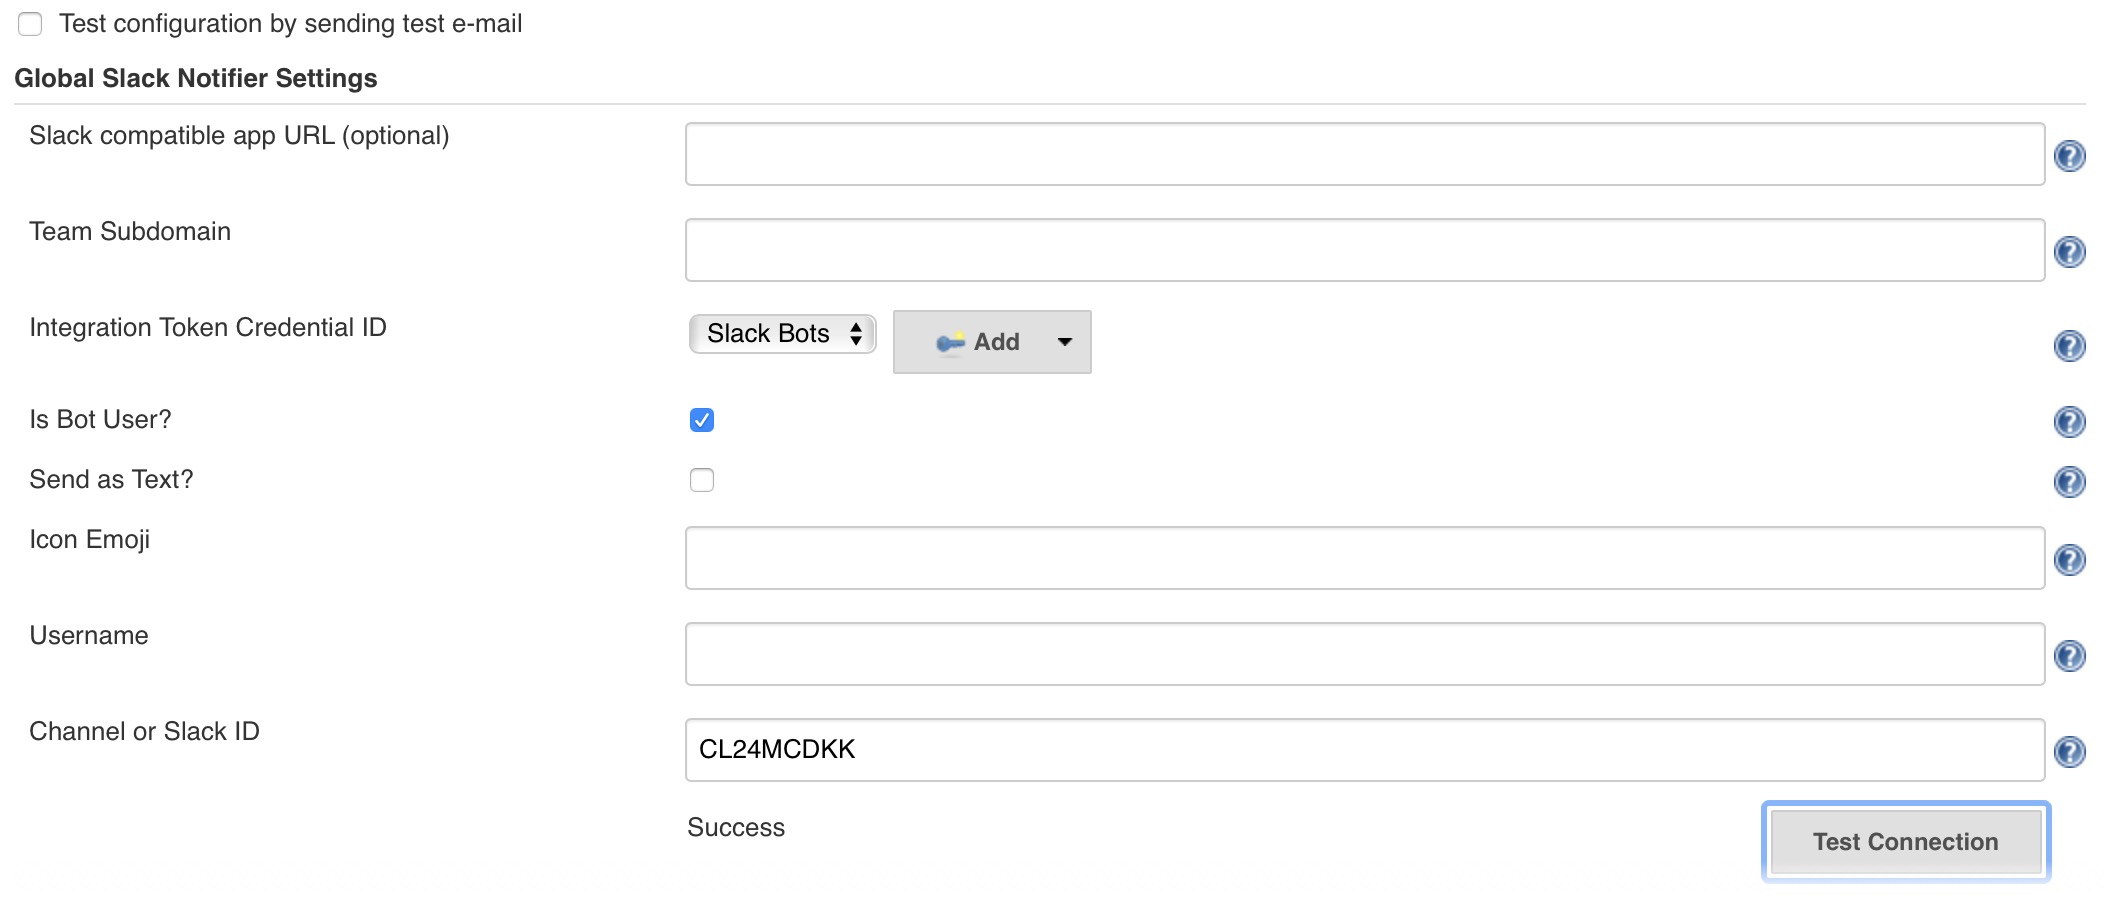 Test configuration by sending test e-mail
Global Slack Notifier Settings
Slack compatible app URL (optional)
Team Subdomain
Integration Token Credential ID
Slack Bots
Add
Is Bot User?
Send as Text?
Icon Emoji
Username
Channel or Slack ID
CL24MCDKK
Success
Test Connection